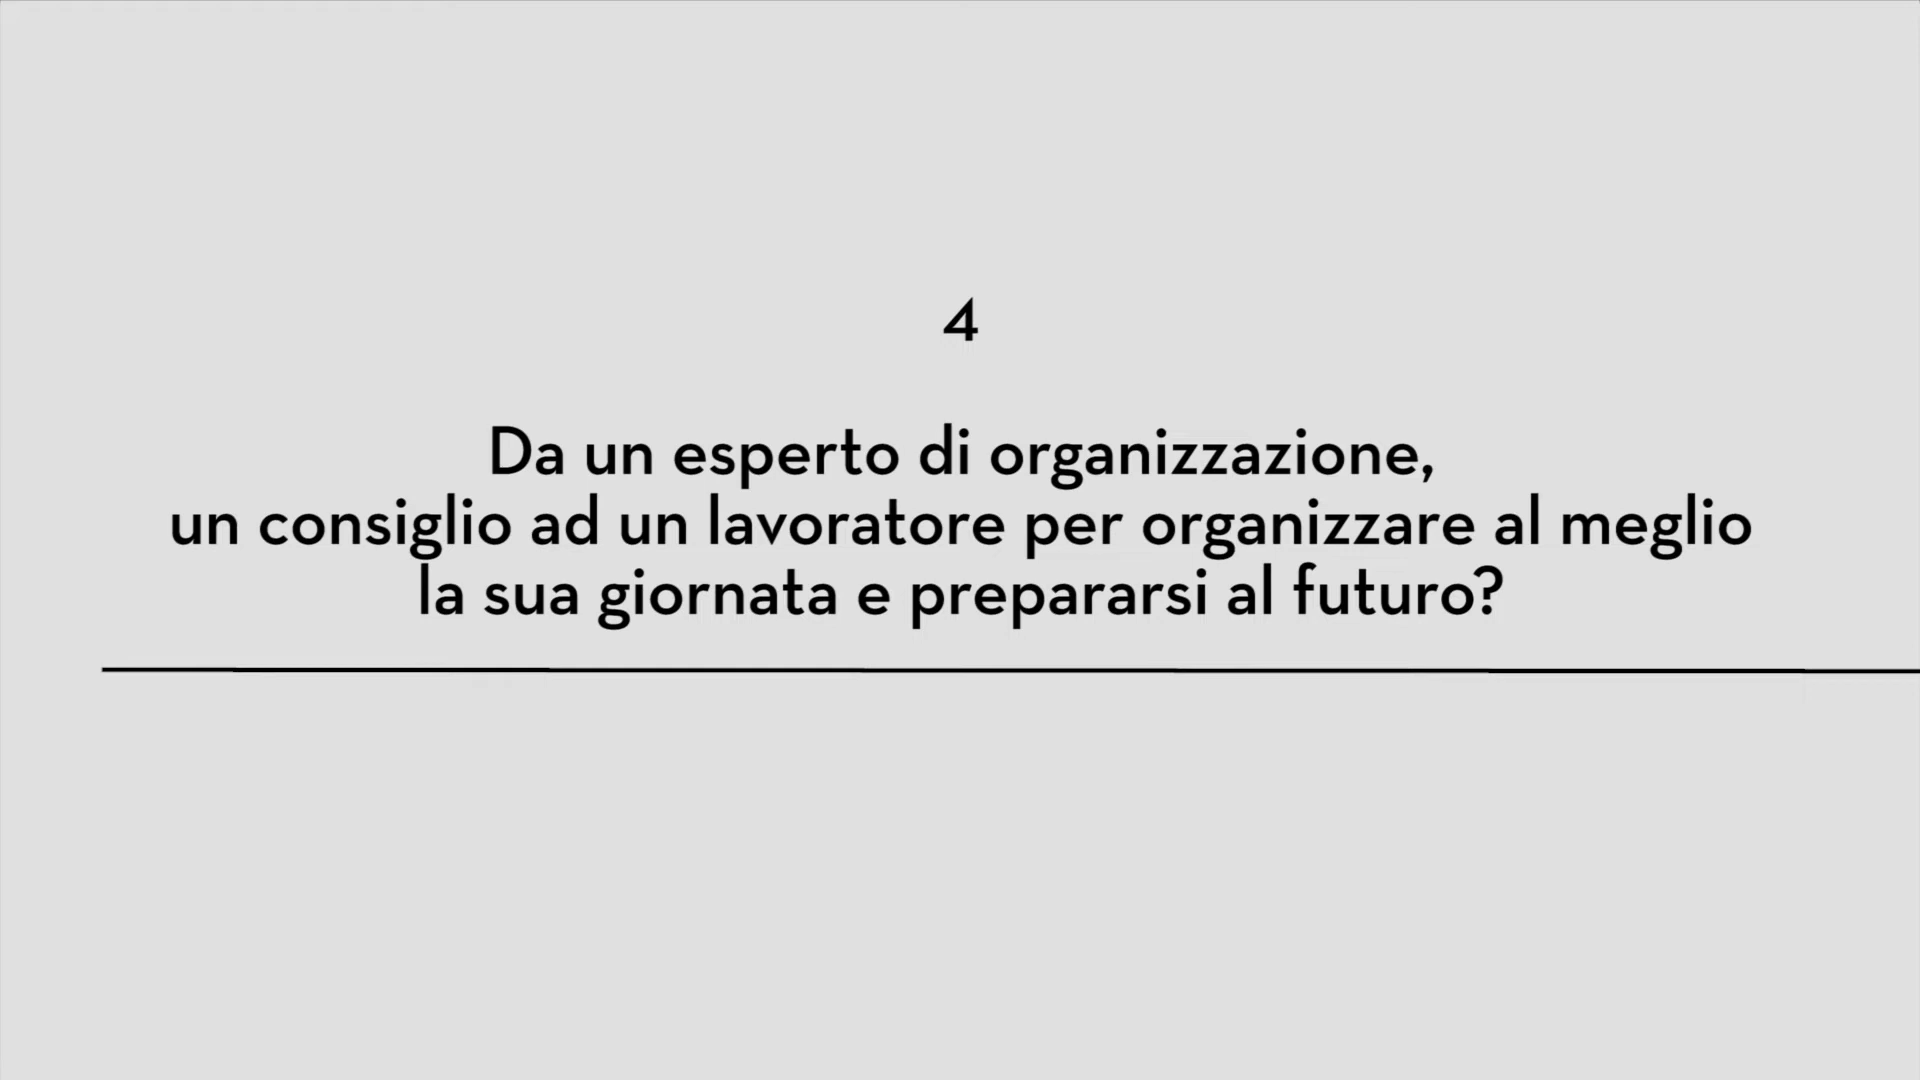 4
Da un esperto di organizzazione,
un consiglio ad un lavoratore per organizzare al meglio
la sua giornata e prepararsi al futuro?